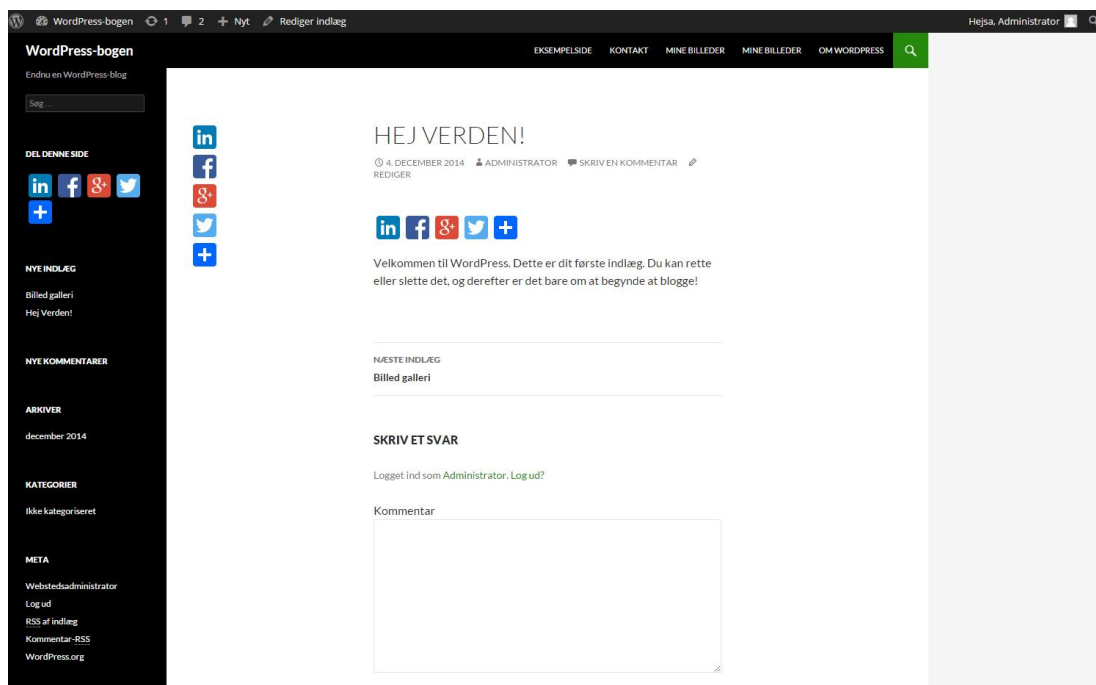 WordPress-bogen 1 2 + Nyt Rediger indlæg Hejsa, Administrator
WordPress-bogen
EKSEMPELSIDE KONTAKT MINE BILLEDER MINE BILLEDER OM WORDPRESS
Endnu en WordPress-blog
Søg ...
DEL DENNE SIDE
in f g+
+
NYE INDLÆG
Billed galleri
Hej Verden!
NYE KOMMENTARER
ARKIVER
december 2014
KATEGORIER
Ikke kategoriseret
META
Webstedsadministrator
Log ud
RSS af indlæg
Kommentar-RSS
WordPress.org
in
f
g+
+
HEJ VERDEN!
4. DECEMBER 2014 ADMINISTRATOR SKRIV EN KOMMENTAR
REDIGER
in f g+ +
Velkommen til WordPress. Dette er dit første indlæg. Du kan rette
eller slette det, og derefter er det bare om at begynde at blogge!
NÆSTE INDLÆG
Billed galleri
SKRIV ET SVAR
Logget ind som Administrator. Log ud?
Kommentar